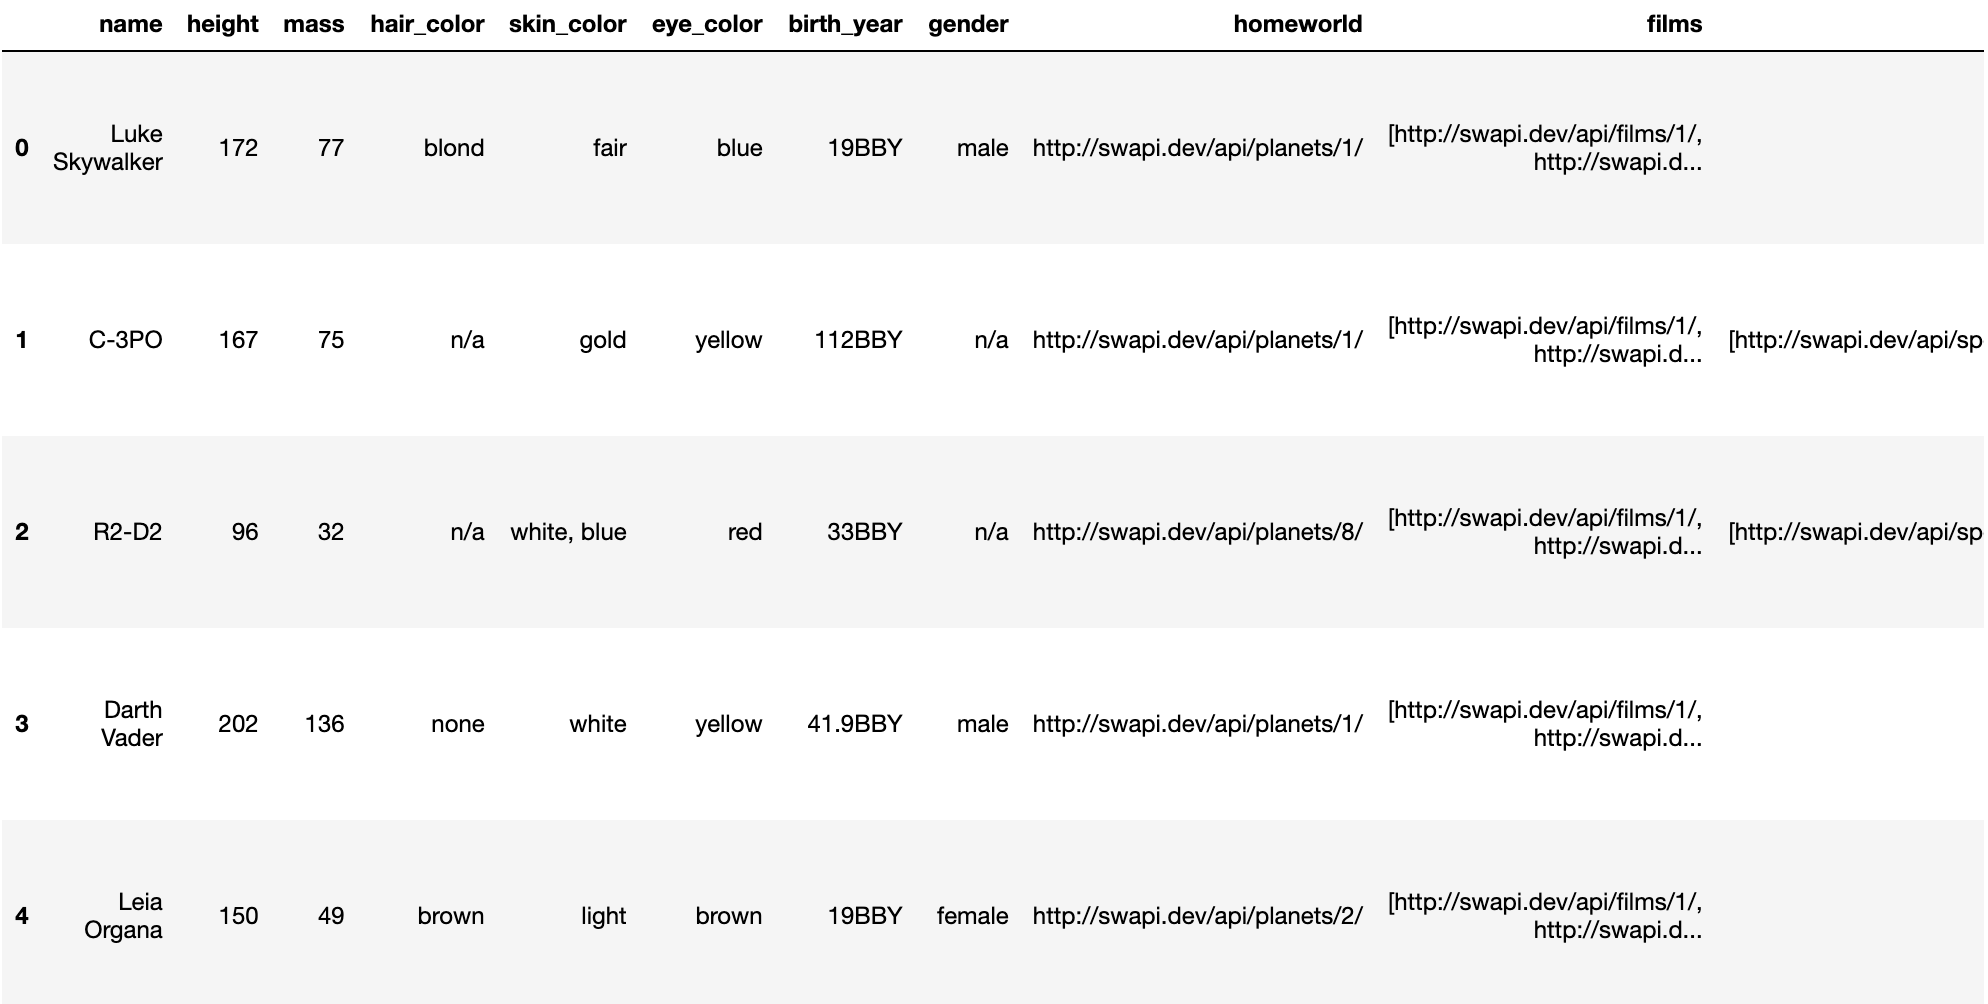 name height mass hair_color skin_color eye_color birth_year gender homeworld films
0 Luke Skywalker 172 77 blond fair blue 19BBY male http://swapi.dev/api/planets/1/ [http://swapi.dev/api/films/1/, http://swapi.d...
1 C-3PO 167 75 n/a gold yellow 112BBY n/a http://swapi.dev/api/planets/1/ [http://swapi.dev/api/films/1/, http://swapi.d... [http://swapi.dev/api/sp
2 R2-D2 96 32 n/a white, blue red 33BBY n/a http://swapi.dev/api/planets/8/ [http://swapi.dev/api/films/1/, http://swapi.d... [http://swapi.dev/api/sp
3 Darth Vader 202 136 none white yellow 41.9BBY male http://swapi.dev/api/planets/1/ [http://swapi.dev/api/films/1/, http://swapi.d...
4 Leia Organa 150 49 brown light brown 19BBY female http://swapi.dev/api/planets/2/ [http://swapi.dev/api/films/1/, http://swapi.d...